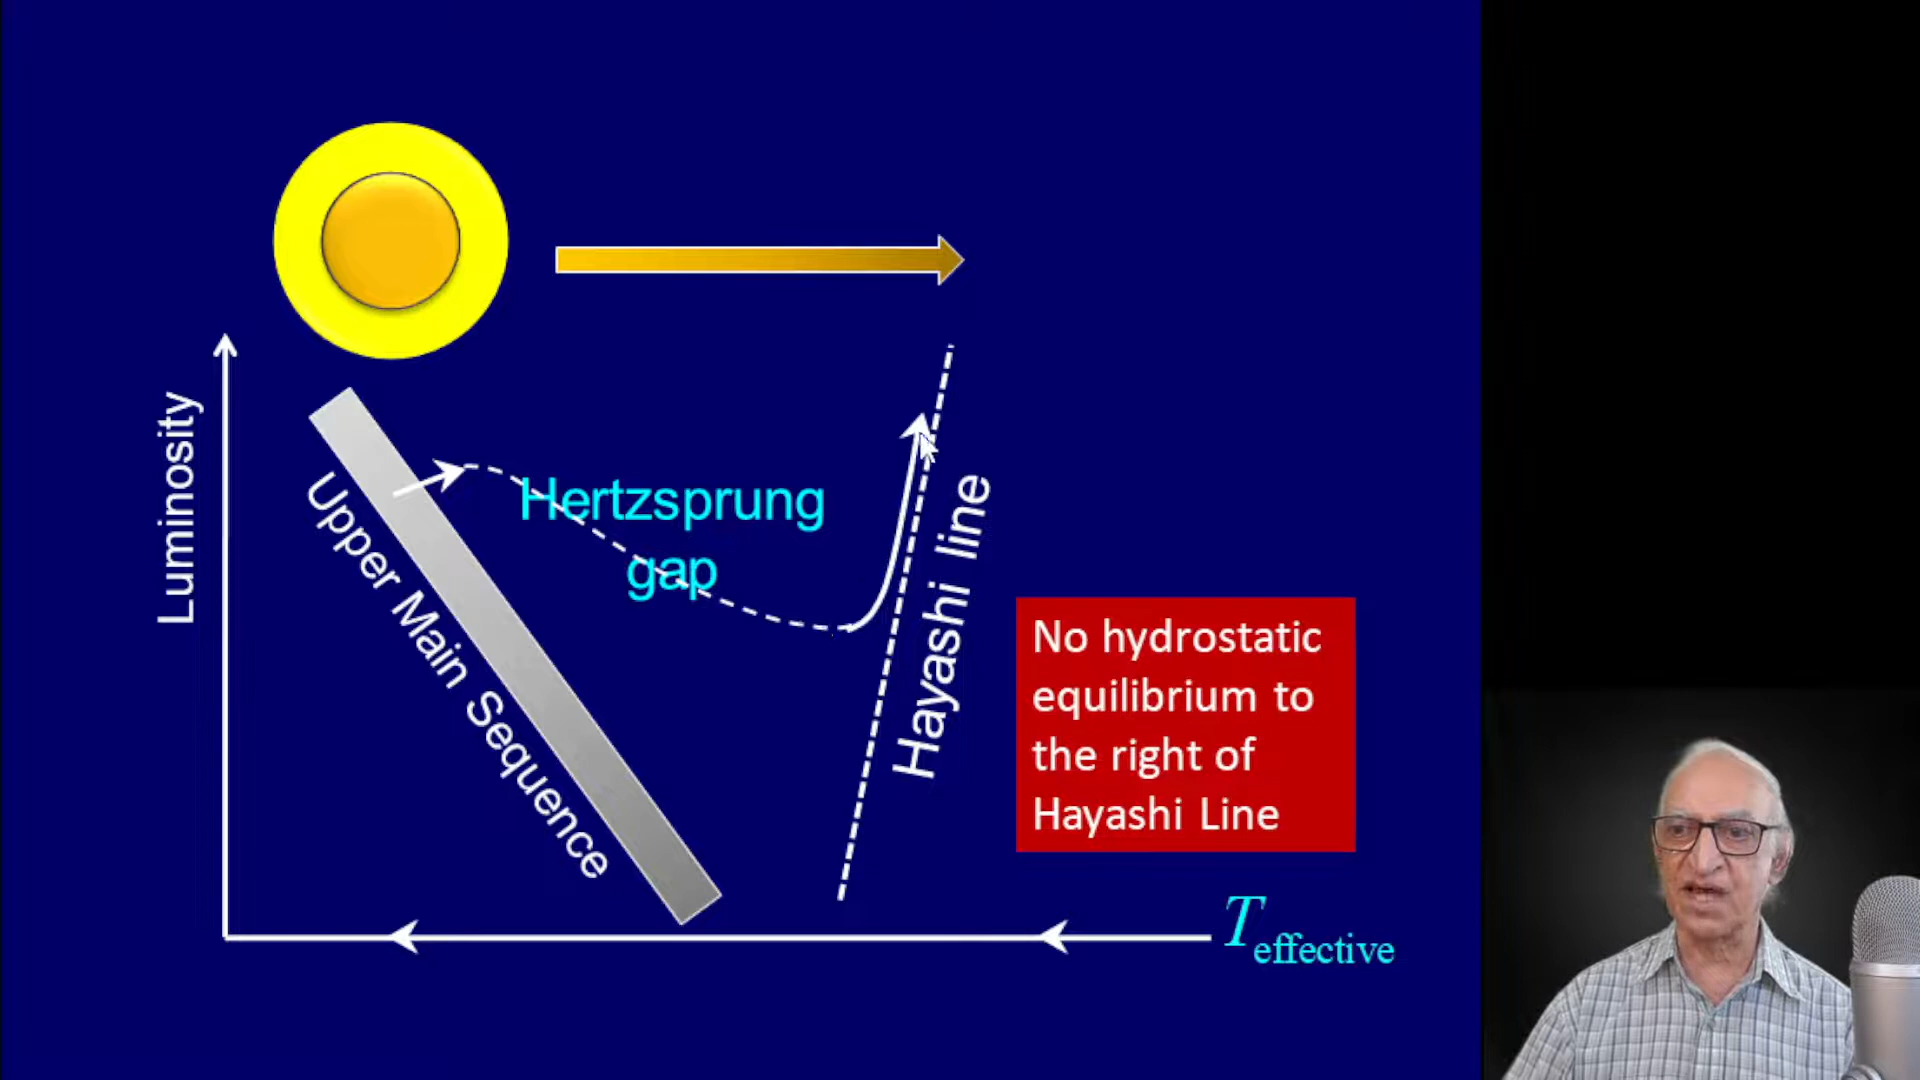 Luminosity
Upper Main Sequence
Hertzsprung
gap
Hayashi line
No hydrostatic
equilibrium to
the right of
Hayashi Line
T effective